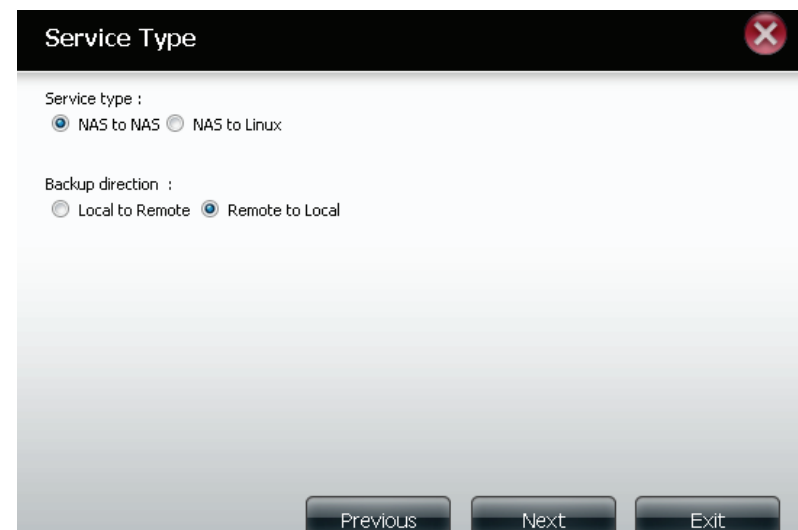 Service Type
Service type :
NAS to NAS NAS to Linux
Backup direction :
Local to Remote Remote to Local
Previous Next Exit